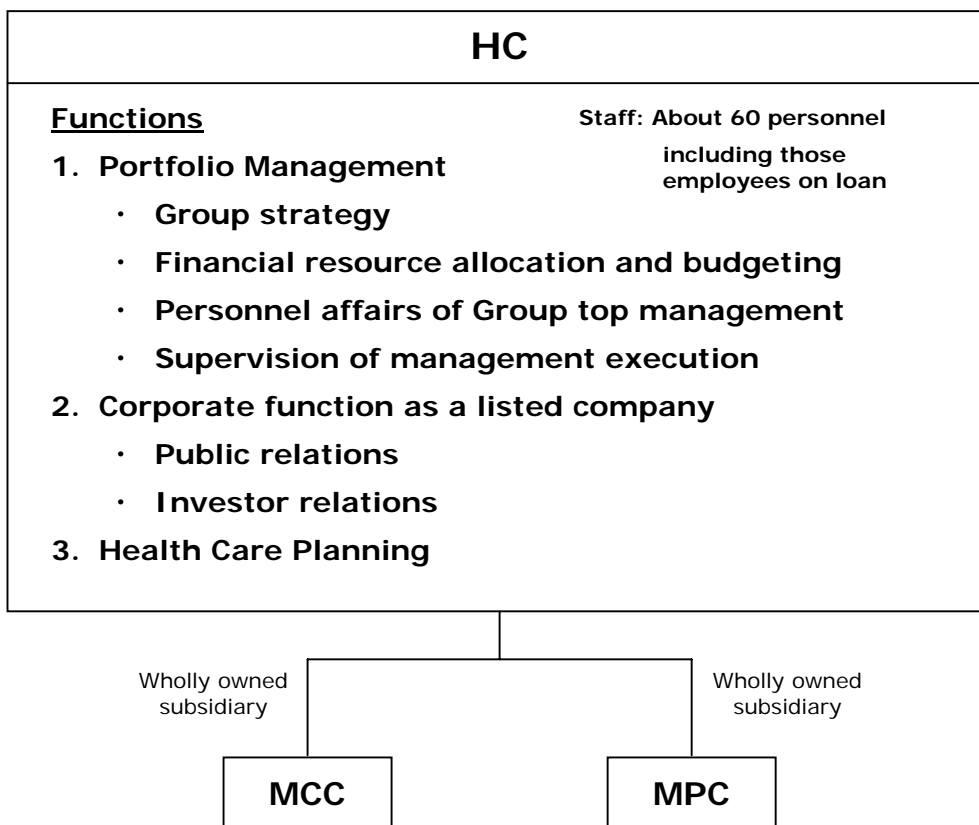 HC
Functions
Staff: About 60 personnel
including those
employees on loan
1. Portfolio Management
・ Group strategy
・ Financial resource allocation and budgeting
・ Personnel affairs of Group top management
・ Supervision of management execution
2. Corporate function as a listed company
・ Public relations
・ Investor relations
3. Health Care Planning
Wholly owned
subsidiary
Wholly owned
subsidiary
MCC
MPC